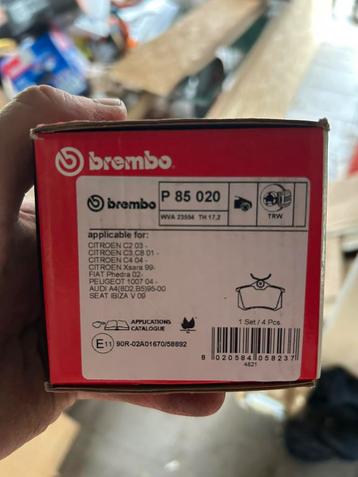 brembo
brembo P 85 020
WVA 23554 TH 17,2
TRW
applicable for:
CITROEN C2 03 -
CITROEN C3,C8 01 -
CITROEN C4 04 -
CITROEN Xsara 99-
FIAT Phedra 02-
PEUGEOT 1007 04 -
AUDI A4(8D2,B5)95-00
SEAT IBIZA V 09
1 Set / 4 Pcs.
APPLICATIONS
CATALOGUE
E11 90R-02A01670/58892
8 020584 058237
4821